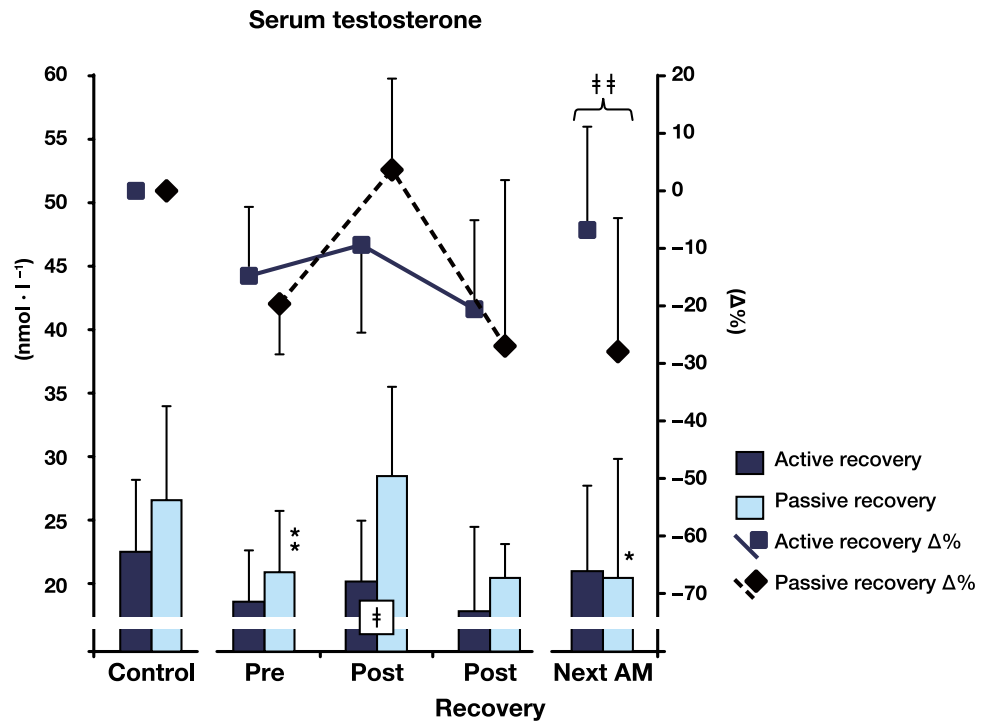 Serum testosterone
60
55
50
45
40
35
30
25
20
(nmol · l⁻¹)
20
10
0
−10
−20
−30
−40
−50
−60
−70
(Δ%)
‡‡
**
‡
*
Control
Pre
Post
Post
Next AM
Recovery
Active recovery
Passive recovery
Active recovery Δ%
Passive recovery Δ%